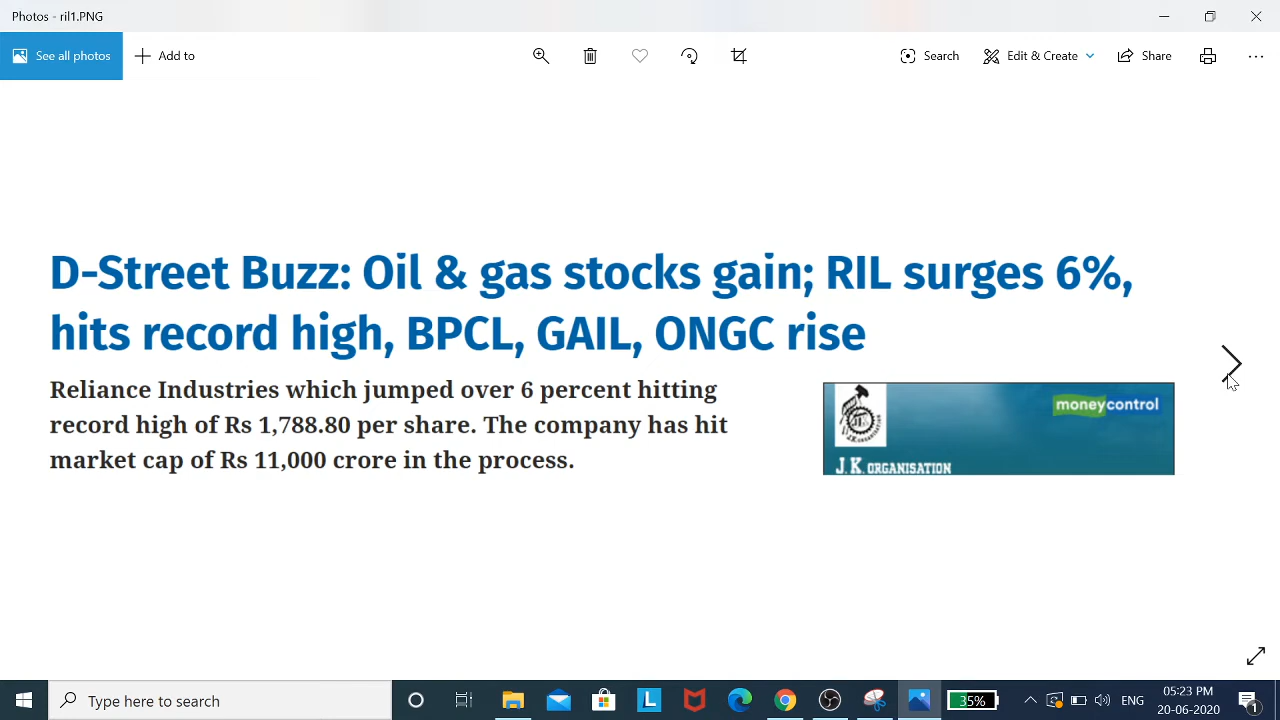 Photos - ril1.PNG
See all photos
Add to
Search
Edit & Create
Share
D-Street Buzz: Oil & gas stocks gain; RIL surges 6%,
hits record high, BPCL, GAIL, ONGC rise
Reliance Industries which jumped over 6 percent hitting
record high of Rs 1,788.80 per share. The company has hit
market cap of Rs 11,000 crore in the process.
moneycontrol
J.K. ORGANISATION
Type here to search
L
35%
ENG
05:23 PM
20-06-2020
1